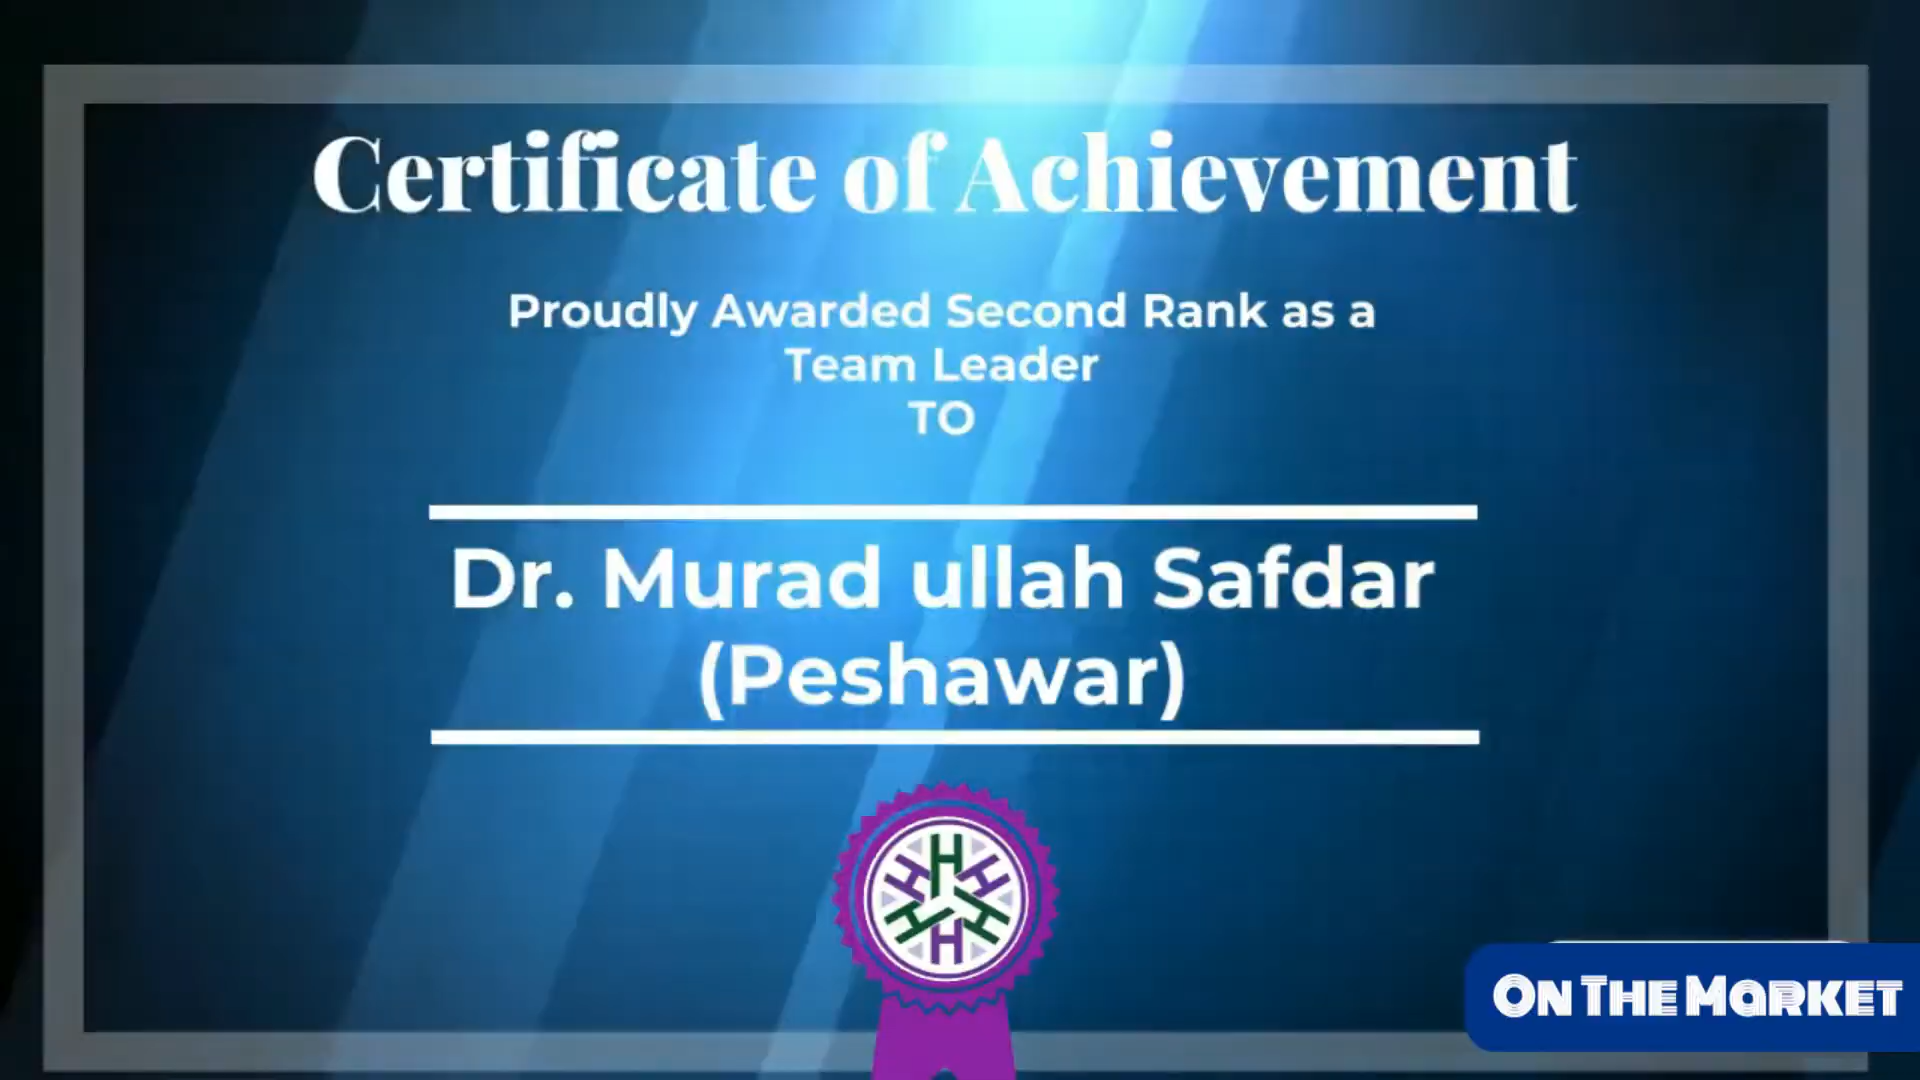 Certificate of Achievement
Proudly Awarded Second Rank as a
Team Leader
TO
Dr. Murad ullah Safdar
(Peshawar)
H
H
H
H
H
H
ON THE MARKET